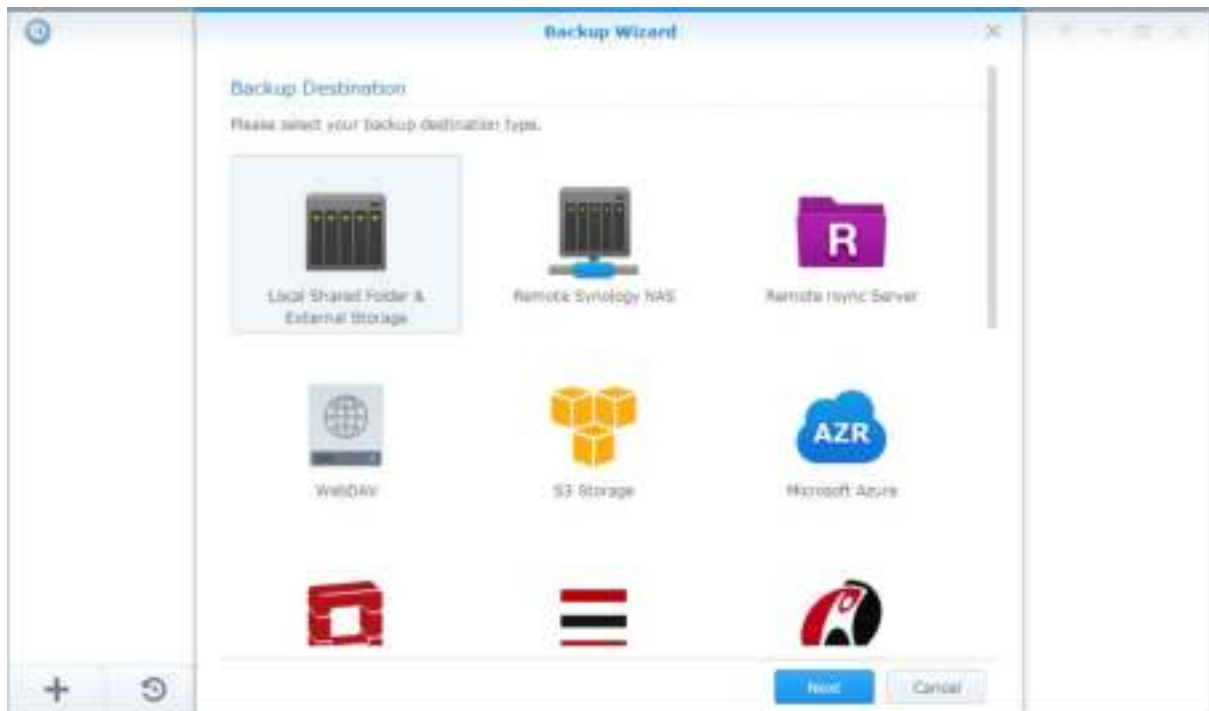 Backup Wizard
Backup Destination
Please select your backup destination type.
Local Shared Folder &
External Storage
Remote Synology NAS
R
Remote rsync Server
WebDAV
S3 Storage
AZR
Microsoft Azure
Next
Cancel